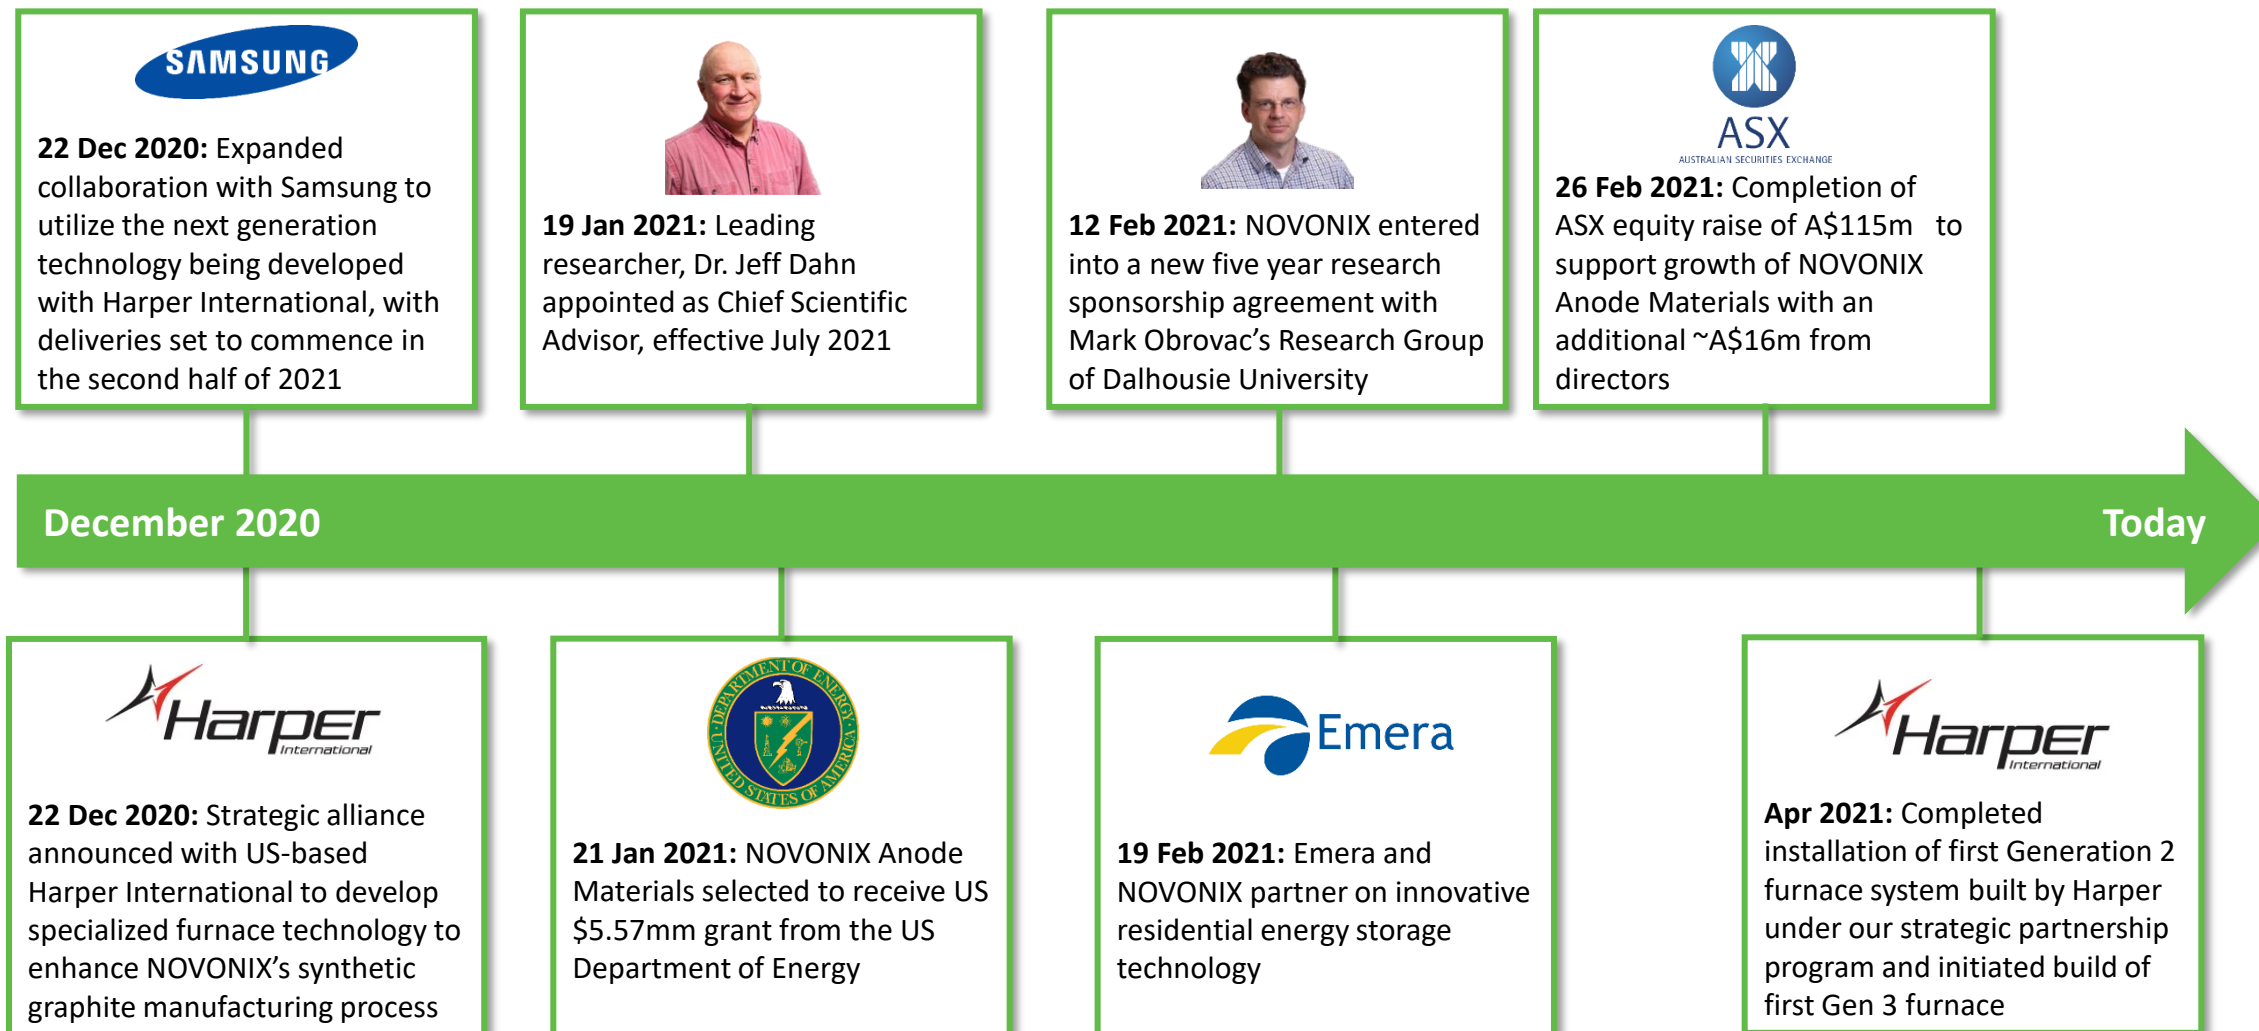 SAMSUNG
22 Dec 2020: Expanded
collaboration with Samsung to
utilize the next generation
technology being developed
with Harper International, with
deliveries set to commence in
the second half of 2021
19 Jan 2021: Leading
researcher, Dr. Jeff Dahn
appointed as Chief Scientific
Advisor, effective July 2021
12 Feb 2021: NOVONIX entered
into a new five year research
sponsorship agreement with
Mark Obrovac’s Research Group
of Dalhousie University
ASX
AUSTRALIAN SECURITIES EXCHANGE
26 Feb 2021: Completion of
ASX equity raise of A$115m to
support growth of NOVONIX
Anode Materials with an
additional ~A$16m from
directors
December 2020
Today
Harper
International
22 Dec 2020: Strategic alliance
announced with US-based
Harper International to develop
specialized furnace technology to
enhance NOVONIX’s synthetic
graphite manufacturing process
DEPARTMENT OF ENERGY
UNITED STATES OF AMERICA
21 Jan 2021: NOVONIX Anode
Materials selected to receive US
$5.57mm grant from the US
Department of Energy
Emera
19 Feb 2021: Emera and
NOVONIX partner on innovative
residential energy storage
technology
Harper
International
Apr 2021: Completed
installation of first Generation 2
furnace system built by Harper
under our strategic partnership
program and initiated build of
first Gen 3 furnace